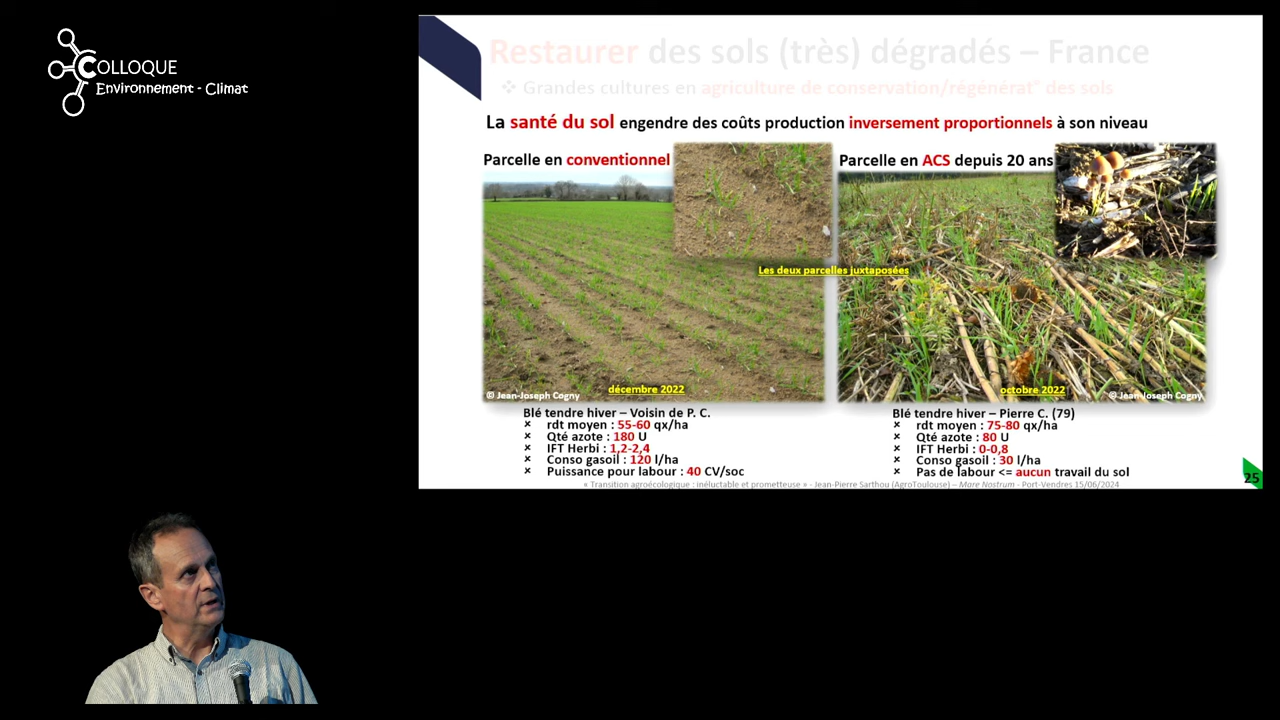 COLLOQUE
Environnement - Climat
Restaurer des sols (très) dégradés – France
❖ Grandes cultures en agriculture de conservation/régénérat° des sols
La santé du sol engendre des coûts production inversement proportionnels à son niveau
Parcelle en conventionnel
Parcelle en ACS depuis 20 ans
Les deux parcelles juxtaposées
décembre 2022
octobre 2022
© Jean-Joseph Cogny
© Jean-Joseph Cogny
Blé tendre hiver – Voisin de P. C.
× rdt moyen : 55-60 qx/ha
× Qté azote : 180 U
× IFT Herbi : 1,2-2,4
× Conso gasoil : 120 l/ha
× Puissance pour labour : 40 CV/soc
Blé tendre hiver – Pierre C. (79)
× rdt moyen : 75-80 qx/ha
× Qté azote : 80 U
× IFT Herbi : 0-0,8
× Conso gasoil : 30 l/ha
× Pas de labour <= aucun travail du sol
« Transition agroécologique : inéluctable et prometteuse » - Jean-Pierre Sarthou (AgroToulouse) – Mare Nostrum - Port-Vendres 15/06/2024
25